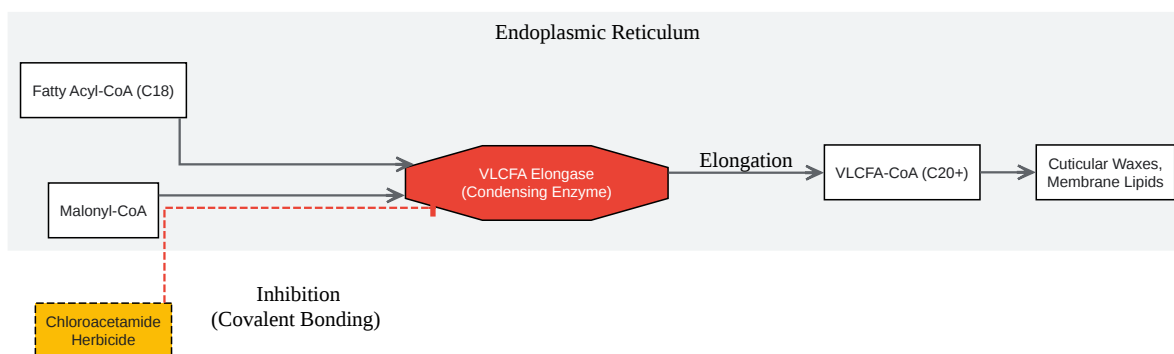 Endoplasmic Reticulum
Fatty Acyl-CoA (C18)
VLCFA Elongase
(Condensing Enzyme)
Elongation
VLCFA-CoA (C20+)
Cuticular Waxes,
Membrane Lipids
Malonyl-CoA
Inhibition
(Covalent Bonding)
Chloroacetamide
Herbicide